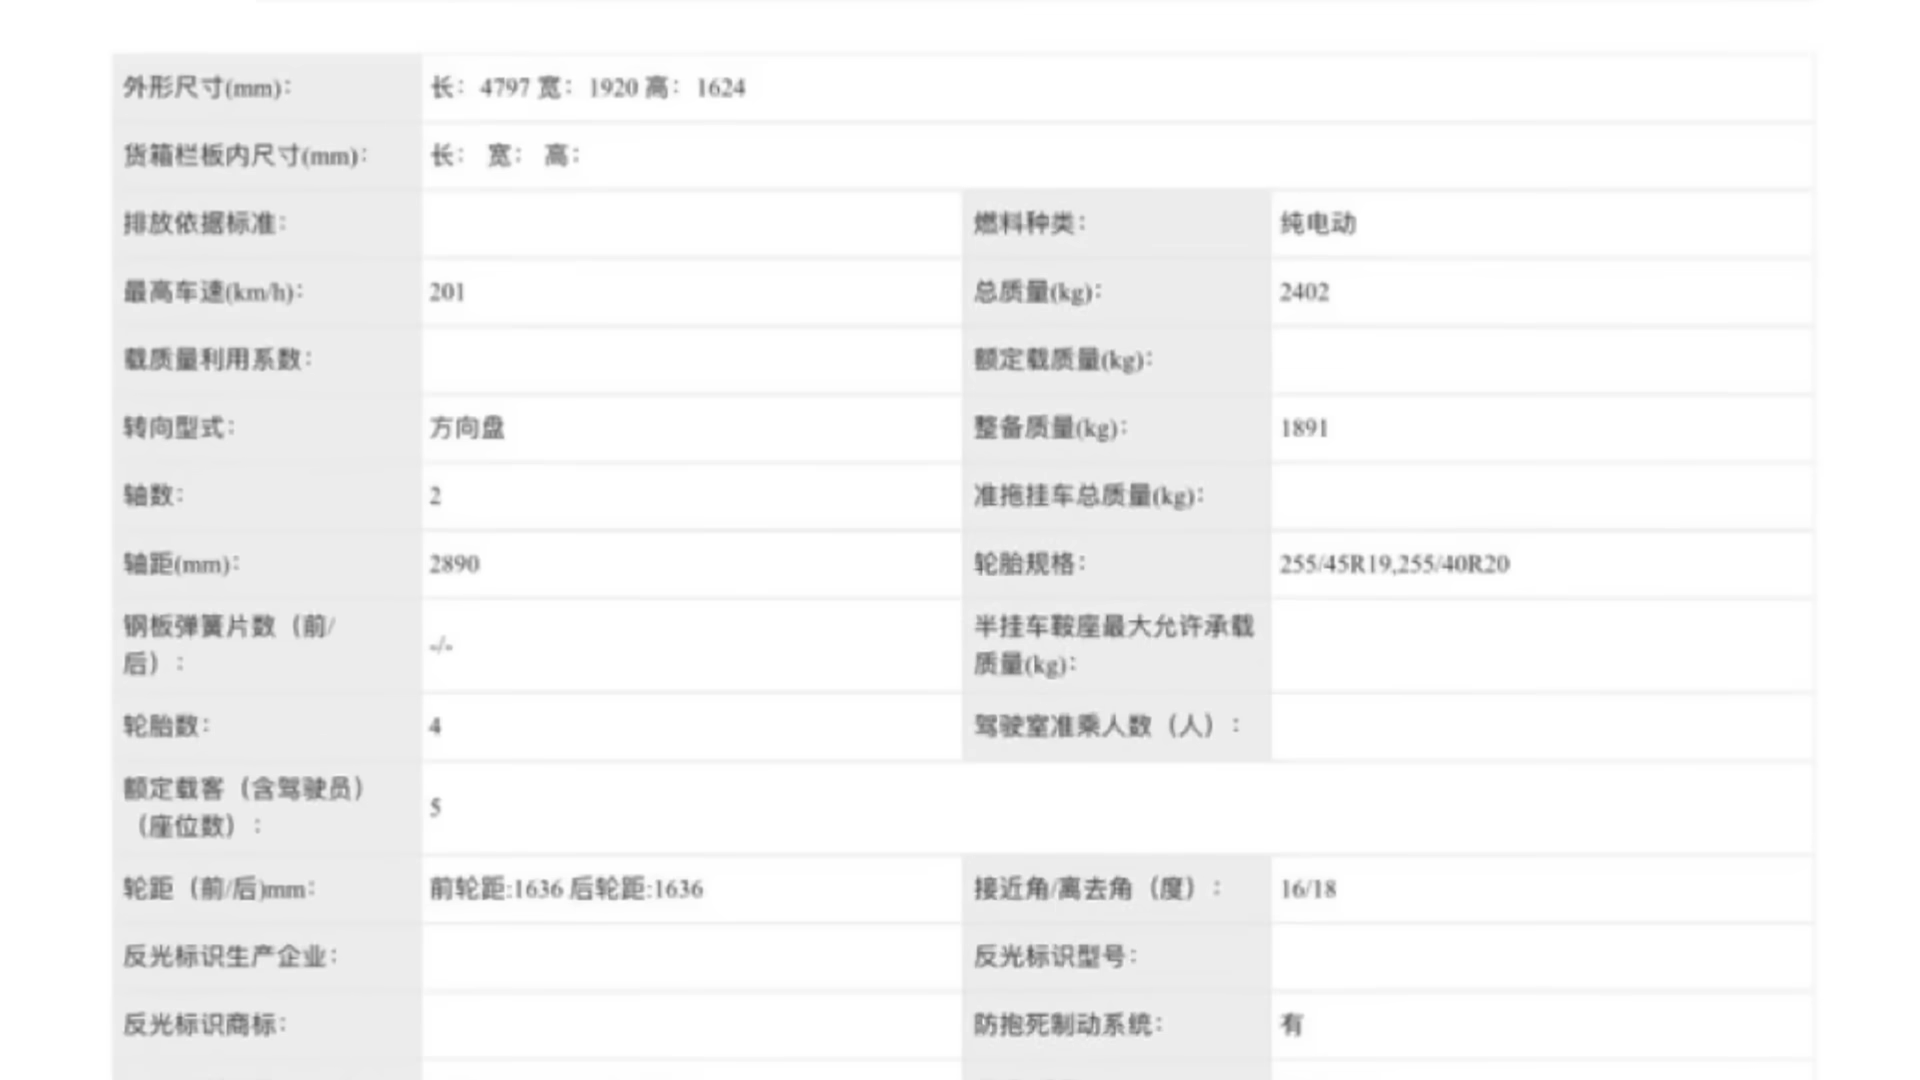 外形尺寸(mm)： 长：4797 宽：1920 高：1624
货箱栏板内尺寸(mm)： 长： 宽： 高：
排放依据标准： 燃料种类： 纯电动
最高车速(km/h)： 201 总质量(kg)： 2402
载质量利用系数： 额定载质量(kg)：
转向型式： 方向盘 整备质量(kg)： 1891
轴数： 2 准拖挂车总质量(kg)：
轴距(mm)： 2890 轮胎规格： 255/45R19,255/40R20
钢板弹簧片数（前/
后）： -/- 半挂车鞍座最大允许承载
质量(kg)：
轮胎数： 4 驾驶室准乘人数（人）：
额定载客（含驾驶员）
（座位数）： 5
轮距（前/后)mm： 前轮距:1636 后轮距:1636 接近角/离去角（度）： 16/18
反光标识生产企业： 反光标识型号：
反光标识商标： 防抱死制动系统： 有